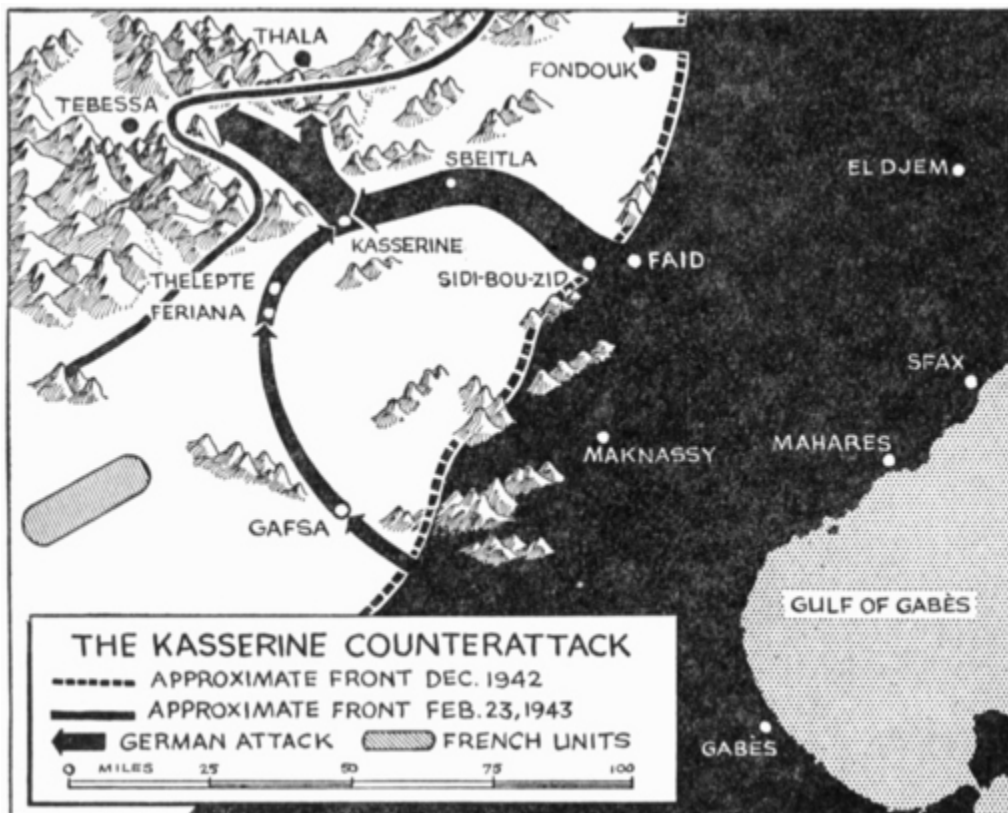 THALA
FONDOUK
TEBESSA
SBEITLA
EL DJEM
KASSERINE
FAID
SIDI-BOU-ZID
THELEPTE
FERIANA
SFAX
MAKNASSY
MAHARES
GAFSA
GULF OF GABÈS
THE KASSERINE COUNTERATTACK
APPROXIMATE FRONT DEC. 1942
APPROXIMATE FRONT FEB. 23, 1943
GERMAN ATTACK FRENCH UNITS
0 MILES 25 50 75 100
GABÈS